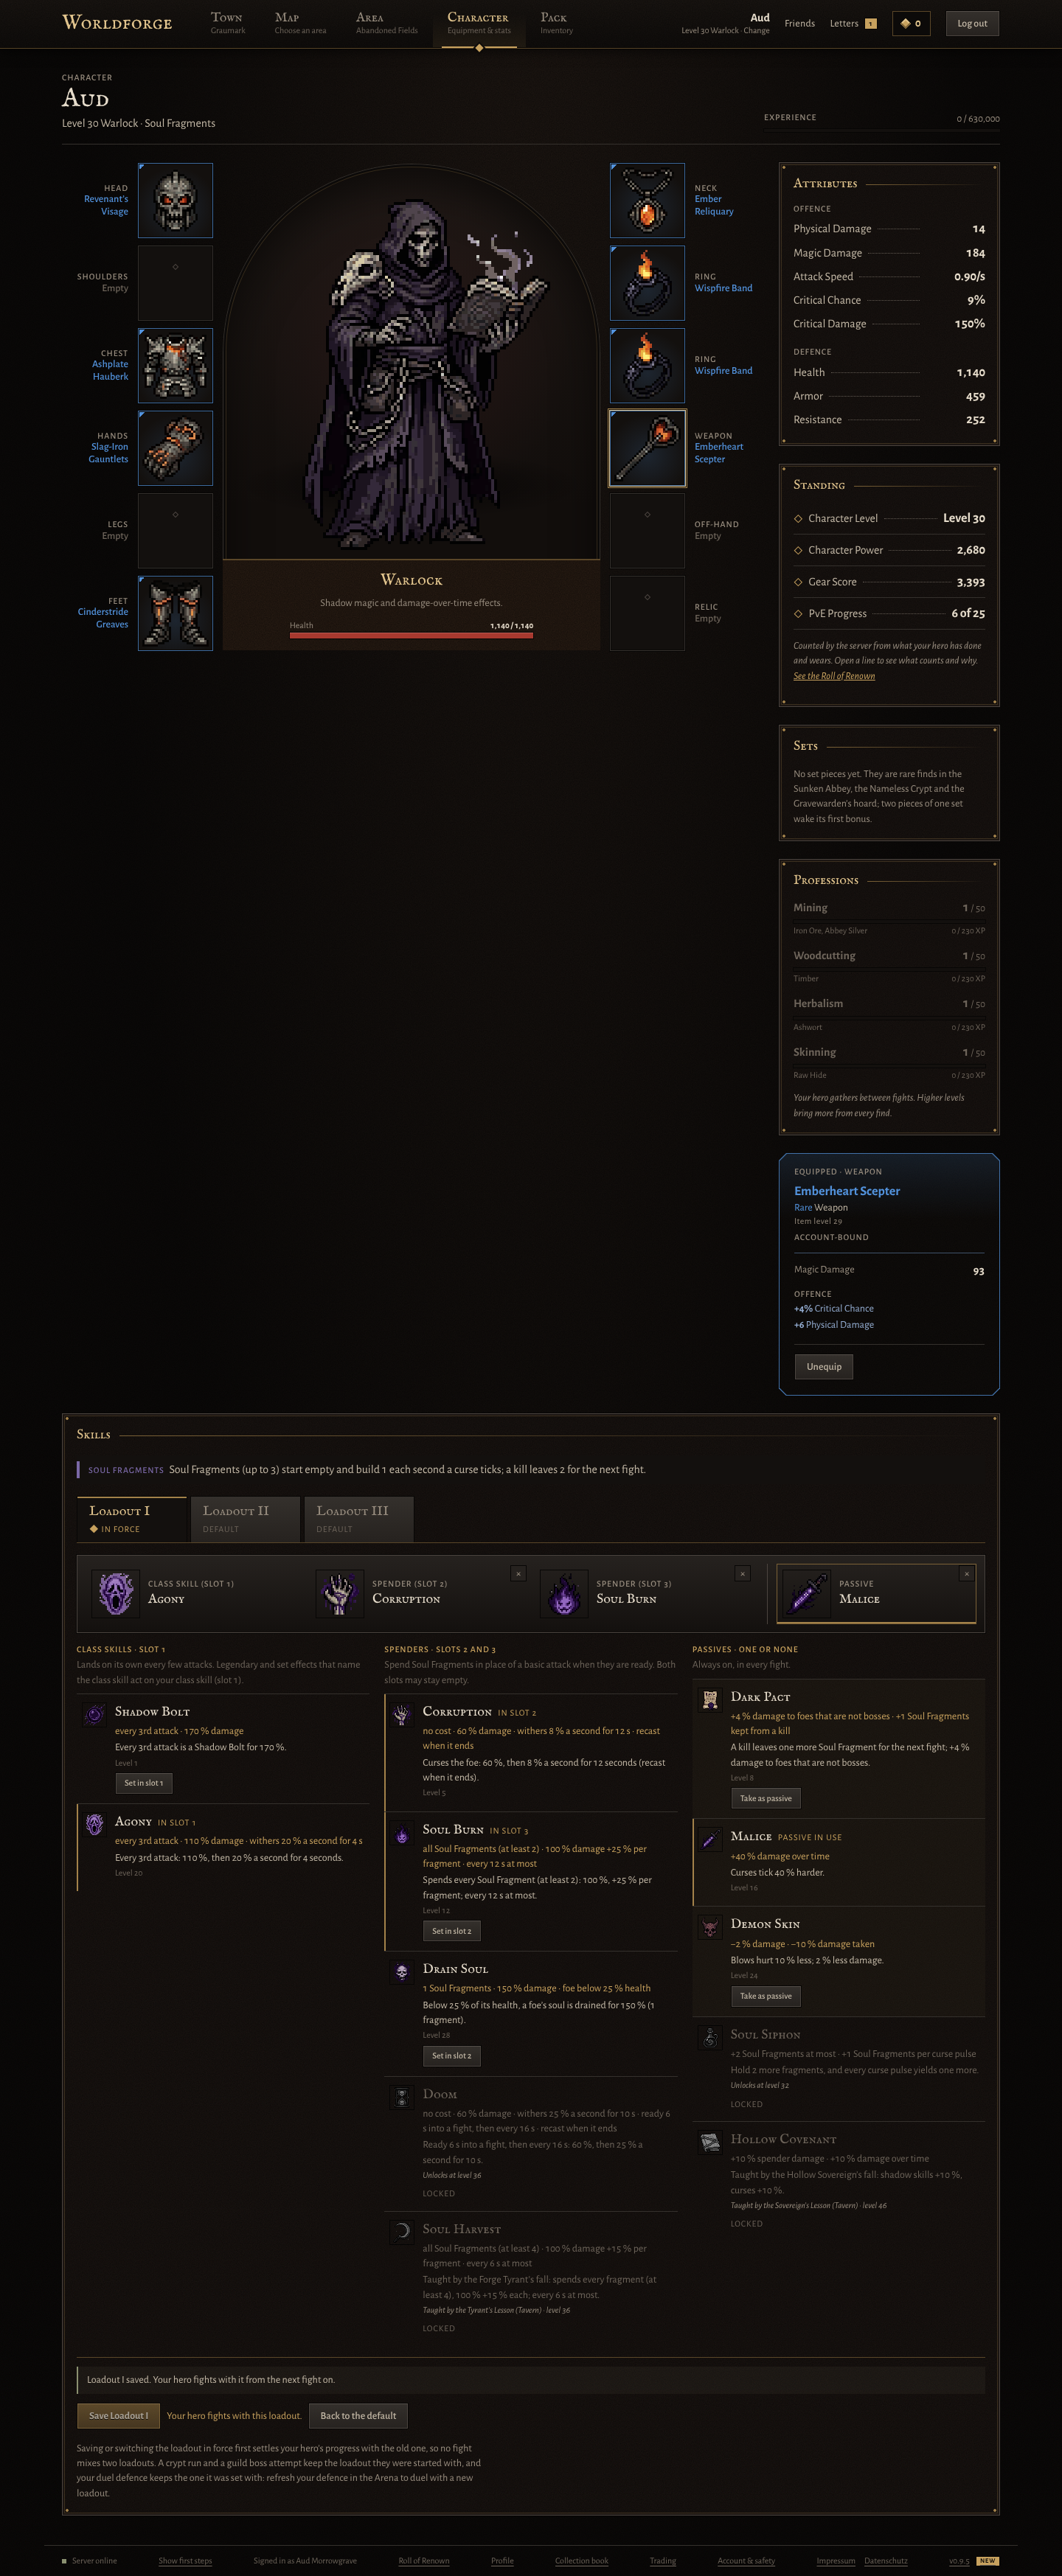 Worldforge
Town
Graumark
Map
Choose an area
Area
Abandoned Fields
Character
Equipment & stats
Pack
Inventory
Aud
Level 30 Warlock · Change
Friends
Letters 1
0
Log out
CHARACTER
Aud
Level 30 Warlock · Soul Fragments
EXPERIENCE
0 / 630,000
HEAD
Revenant's
Visage
SHOULDERS
Empty
CHEST
Ashplate
Hauberk
HANDS
Slag-Iron
Gauntlets
LEGS
Empty
FEET
Cinderstride
Greaves
Warlock
Shadow magic and damage-over-time effects.
Health 1,140 / 1,140
NECK
Ember
Reliquary
RING
Wispfire Band
RING
Wispfire Band
WEAPON
Emberheart
Scepter
OFF-HAND
Empty
RELIC
Empty
Attributes
OFFENCE
Physical Damage 14
Magic Damage 184
Attack Speed 0.90/s
Critical Chance 9%
Critical Damage 150%
DEFENCE
Health 1,140
Armor 459
Resistance 252
Standing
Character Level Level 30
Character Power 2,680
Gear Score 3,393
PvE Progress 6 of 25
Counted by the server from what your hero has done
and wears. Open a line to see what counts and why.
See the Roll of Renown
Sets
No set pieces yet. They are rare finds in the
Sunken Abbey, the Nameless Crypt and the
Gravewarden's hoard; two pieces of one set
wake its first bonus.
Professions
Mining 1 / 50
Iron Ore, Abbey Silver 0 / 230 XP
Woodcutting 1 / 50
Timber 0 / 230 XP
Herbalism 1 / 50
Ashwort 0 / 230 XP
Skinning 1 / 50
Raw Hide 0 / 230 XP
Your hero gathers between fights. Higher levels
bring more from every find.
EQUIPPED · WEAPON
Emberheart Scepter
Rare Weapon
Item level 29
ACCOUNT-BOUND
Magic Damage 93
OFFENCE
+4% Critical Chance
+6 Physical Damage
Unequip
Skills
SOUL FRAGMENTS Soul Fragments (up to 3) start empty and build 1 each second a curse ticks; a kill leaves 2 for the next fight.
Loadout I
IN FORCE
Loadout II
DEFAULT
Loadout III
DEFAULT
CLASS SKILL (SLOT 1)
Agony
SPENDER (SLOT 2)
Corruption
×
SPENDER (SLOT 3)
Soul Burn
×
PASSIVE
Malice
×
CLASS SKILLS · SLOT 1
Lands on its own every few attacks. Legendary and set effects that name
the class skill act on your class skill (slot 1).
Shadow Bolt
every 3rd attack · 170 % damage
Every 3rd attack is a Shadow Bolt for 170 %.
Level 1
Set in slot 1
Agony IN SLOT 1
every 3rd attack · 110 % damage · withers 20 % a second for 4 s
Every 3rd attack: 110 %, then 20 % a second for 4 seconds.
Level 20
SPENDERS · SLOTS 2 AND 3
Spend Soul Fragments in place of a basic attack when they are ready. Both
slots may stay empty.
Corruption IN SLOT 2
no cost · 60 % damage · withers 8 % a second for 12 s · recast
when it ends
Curses the foe: 60 %, then 8 % a second for 12 seconds (recast
when it ends).
Level 5
Soul Burn IN SLOT 3
all Soul Fragments (at least 2) · 100 % damage +25 % per
fragment · every 12 s at most
Spends every Soul Fragment (at least 2): 100 %, +25 % per
fragment; every 12 s at most.
Level 12
Set in slot 2
Drain Soul
1 Soul Fragments · 150 % damage · foe below 25 % health
Below 25 % of its health, a foe's soul is drained for 150 % (1
fragment).
Level 28
Set in slot 2
Doom
no cost · 60 % damage · withers 25 % a second for 10 s · ready 6
s into a fight, then every 16 s · recast when it ends
Ready 6 s into a fight, then every 16 s: 60 %, then 25 % a
second for 10 s.
Unlocks at level 36
LOCKED
Soul Harvest
all Soul Fragments (at least 4) · 100 % damage +15 % per
fragment · every 6 s at most
Taught by the Forge Tyrant's fall: spends every fragment (at
least 4), 100 % +15 % each; every 6 s at most.
Taught by the Tyrant's Lesson (Tavern) · level 36
LOCKED
PASSIVES · ONE OR NONE
Always on, in every fight.
Dark Pact
+4 % damage to foes that are not bosses · +1 Soul Fragments
kept from a kill
A kill leaves one more Soul Fragment for the next fight; +4 %
damage to foes that are not bosses.
Level 8
Take as passive
Malice PASSIVE IN USE
+40 % damage over time
Curses tick 40 % harder.
Level 16
Demon Skin
−2 % damage · −10 % damage taken
Blows hurt 10 % less; 2 % less damage.
Level 24
Take as passive
Soul Siphon
+2 Soul Fragments at most · +1 Soul Fragments per curse pulse
Hold 2 more fragments, and every curse pulse yields one more.
Unlocks at level 32
LOCKED
Hollow Covenant
+10 % spender damage · +10 % damage over time
Taught by the Hollow Sovereign's fall: shadow skills +10 %,
curses +10 %.
Taught by the Sovereign's Lesson (Tavern) · level 46
LOCKED
Loadout I saved. Your hero fights with it from the next fight on.
Save Loadout I
Your hero fights with this loadout.
Back to the default
Saving or switching the loadout in force first settles your hero's progress with the old one, so no fight
mixes two loadouts. A crypt run and a guild boss attempt keep the loadout they were started with, and
your duel defence keeps the one it was set with: refresh your defence in the Arena to duel with a new
loadout.
Server online
Show first steps
Signed in as Aud Morrowgrave
Roll of Renown
Profile
Collection book
Trading
Account & safety
Impressum
Datenschutz
v0.9.5 NEW